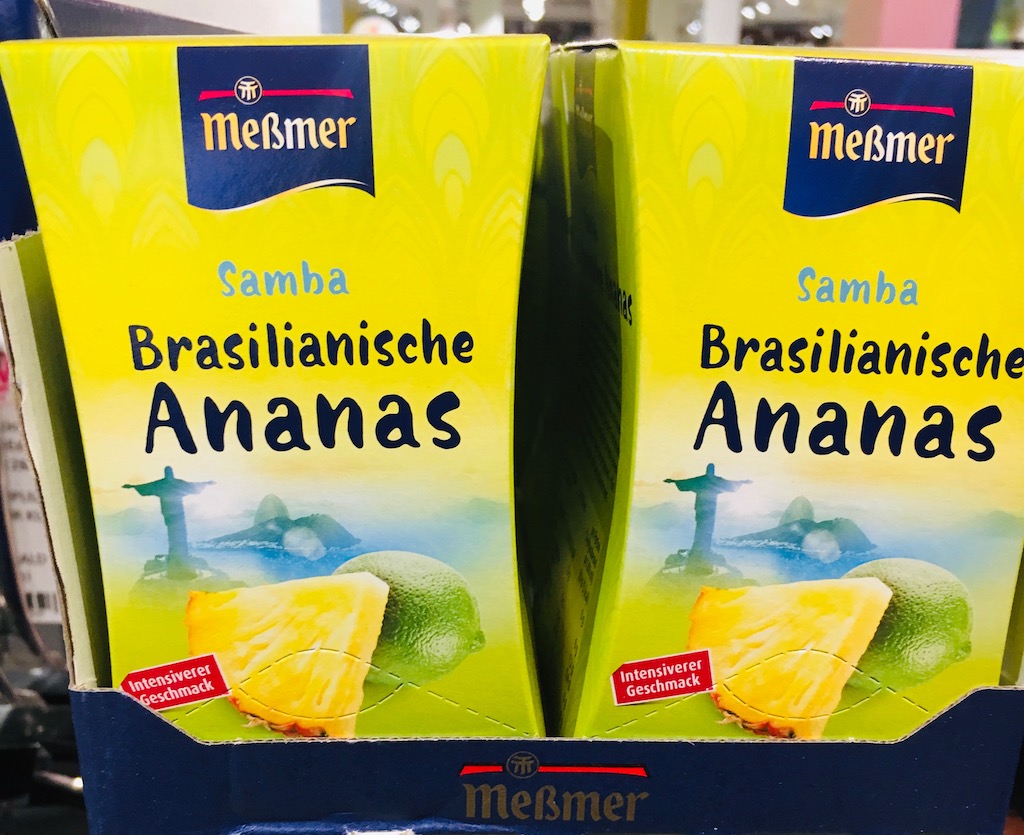 Meßmer
Samba
Brasilianische
Ananas
Intensiverer
Geschmack
Meßmer
Samba
Brasilianische
Ananas
Intensiverer
Geschmack
Meßmer